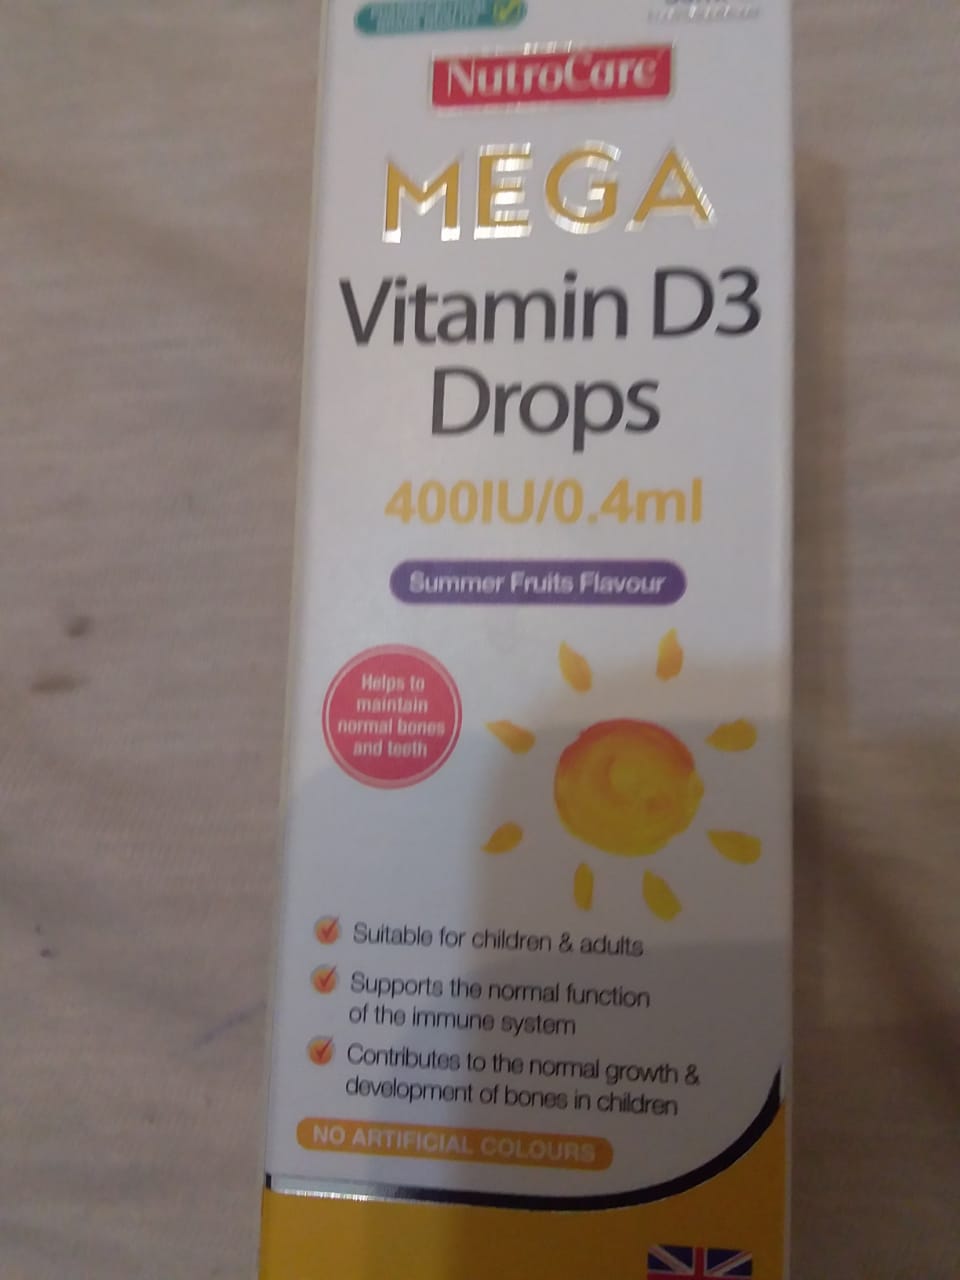 NutroCare
MEGA
Vitamin D3
Drops
400IU/0.4ml
Summer Fruits Flavour
Helps to
maintain
normal bones
and teeth
Suitable for children & adults
Supports the normal function
of the immune system
Contributes to the normal growth &
development of bones in children
NO ARTIFICIAL COLOURS